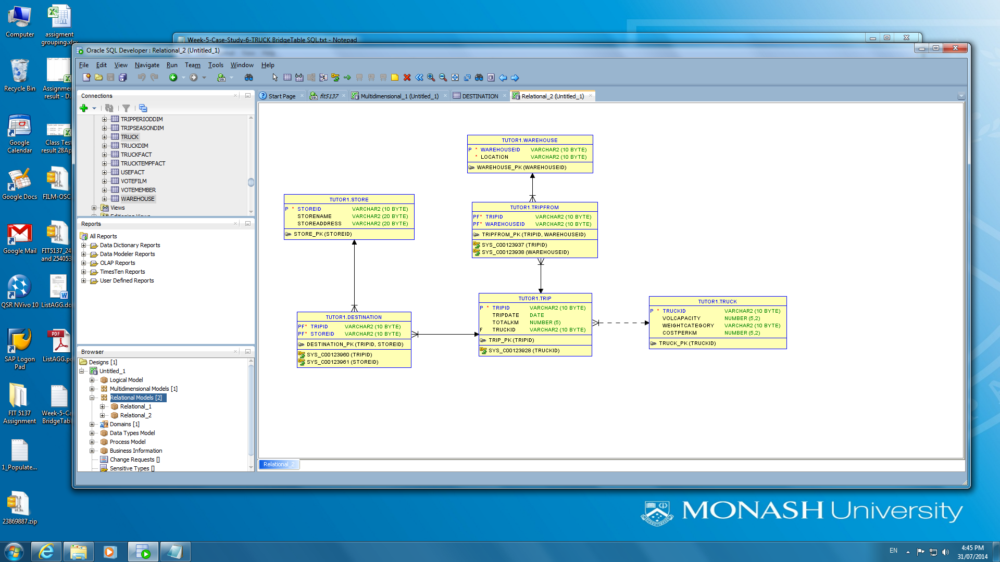 Computer
assigment
grouping.xlsx
Recycle Bin
Assignmen
result - D.
Google
Calendar
Class Test
result 28Ap
Google Docs
FILM-OSC
Google Mail
FIT5137_24
and 254053
QSR NVivo 10
ListAGG.do
SAP Logon
Pad
PDF
ListAGG.po
FIT 5137
Assignment
Week-5-Ca
BridgeTabl
1_Populate...
23869887.zip
Week-5-Case-Study-6-TRUCK BridgeTable SQL.txt - Notepad
Oracle SQL Developer : Relational_2 (Untitled_1)
File Edit View Navigate Run Team Tools Window Help
Connections
TRIPPERIODDIM
TRIPSEASONDIM
TRUCK
TRUCKDIM
TRUCKFACT
TRUCKTEMPFACT
USEFACT
VOTEFILM
VOTEMEMBER
WAREHOUSE
Views
Reports
All Reports
Data Dictionary Reports
Data Modeler Reports
OLAP Reports
TimesTen Reports
User Defined Reports
Browser
Designs [1]
Untitled_1
Logical Model
Multidimensional Models [1]
Relational Models [2]
Relational_1
Relational_2
Domains [1]
Data Types Model
Process Model
Business Information
Change Requests []
Sensitive Types []
Start Page fit5137 Multidimensional_1 (Untitled_1) DESTINATION Relational_2 (Untitled_1)
TUTOR1.WAREHOUSE
P * WAREHOUSEID VARCHAR2 (10 BYTE)
* LOCATION VARCHAR2 (10 BYTE)
WAREHOUSE_PK (WAREHOUSEID)
TUTOR1.STORE
P * STOREID VARCHAR2 (10 BYTE)
STORENAME VARCHAR2 (20 BYTE)
STOREADDRESS VARCHAR2 (20 BYTE)
STORE_PK (STOREID)
TUTOR1.TRIPFROM
PF* TRIPID VARCHAR2 (10 BYTE)
PF* WAREHOUSEID VARCHAR2 (10 BYTE)
TRIPFROM_PK (TRIPID, WAREHOUSEID)
SYS_C00123937 (TRIPID)
SYS_C00123938 (WAREHOUSEID)
TUTOR1.DESTINATION
PF* TRIPID VARCHAR2 (10 BYTE)
PF* STOREID VARCHAR2 (10 BYTE)
DESTINATION_PK (TRIPID, STOREID)
SYS_C00123960 (TRIPID)
SYS_C00123961 (STOREID)
TUTOR1.TRIP
P * TRIPID VARCHAR2 (10 BYTE)
TRIPDATE DATE
TOTALKM NUMBER (5)
F TRUCKID VARCHAR2 (10 BYTE)
TRIP_PK (TRIPID)
SYS_C00123928 (TRUCKID)
TUTOR1.TRUCK
P * TRUCKID VARCHAR2 (10 BYTE)
VOLCAPACITY NUMBER (5,2)
WEIGHTCATEGORY VARCHAR2 (10 BYTE)
COSTPERKM NUMBER (5,2)
TRUCK_PK (TRUCKID)
Relational_2
MONASH University
EN
4:45 PM
31/07/2014